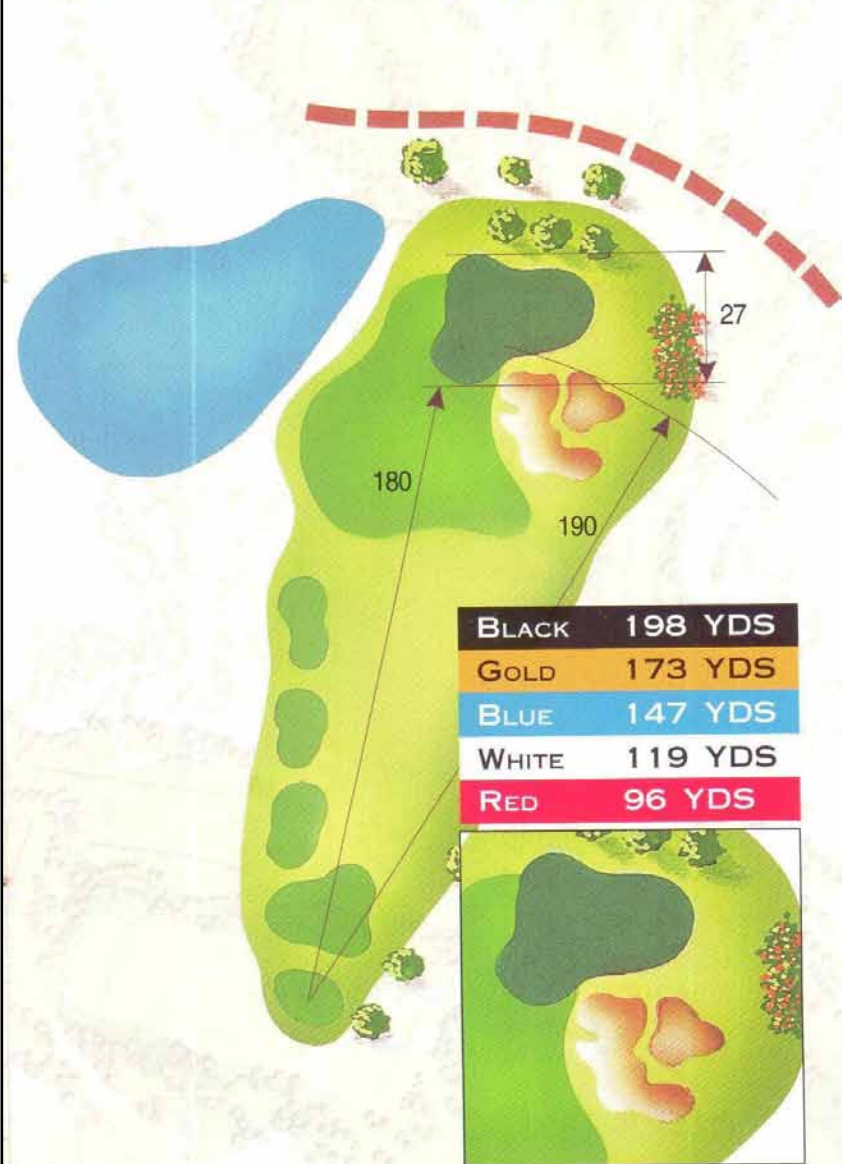 27
180
190
BLACK 198 YDS
GOLD 173 YDS
BLUE 147 YDS
WHITE 119 YDS
RED 96 YDS